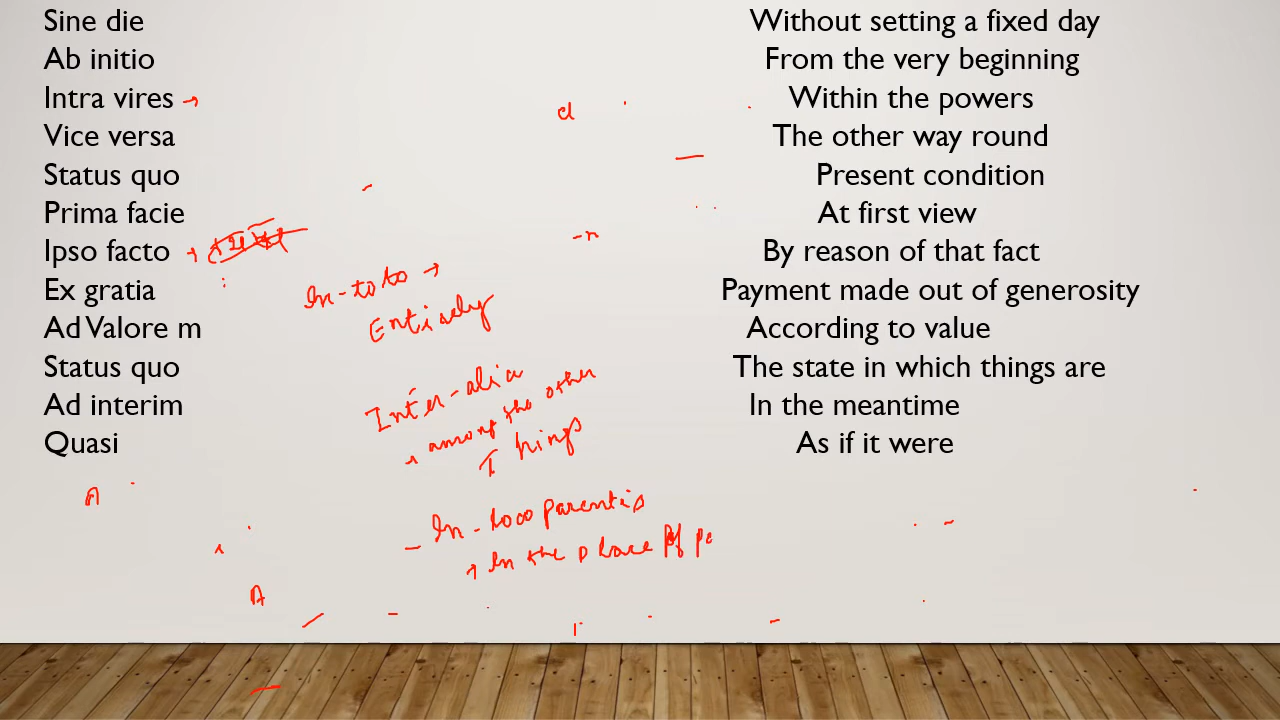 Sine die Without setting a fixed day
Ab initio From the very beginning
Intra vires → Within the powers
Vice versa The other way round
Status quo Present condition
Prima facie At first view
Ipso facto By reason of that fact
Ex gratia Payment made out of generosity
In-toto →
Ad Valore m According to value
Entirely
Status quo The state in which things are
Inter-alia
Ad interim In the meantime
among the other
Quasi As if it were
Things
In-loco parentis
In the place of pa